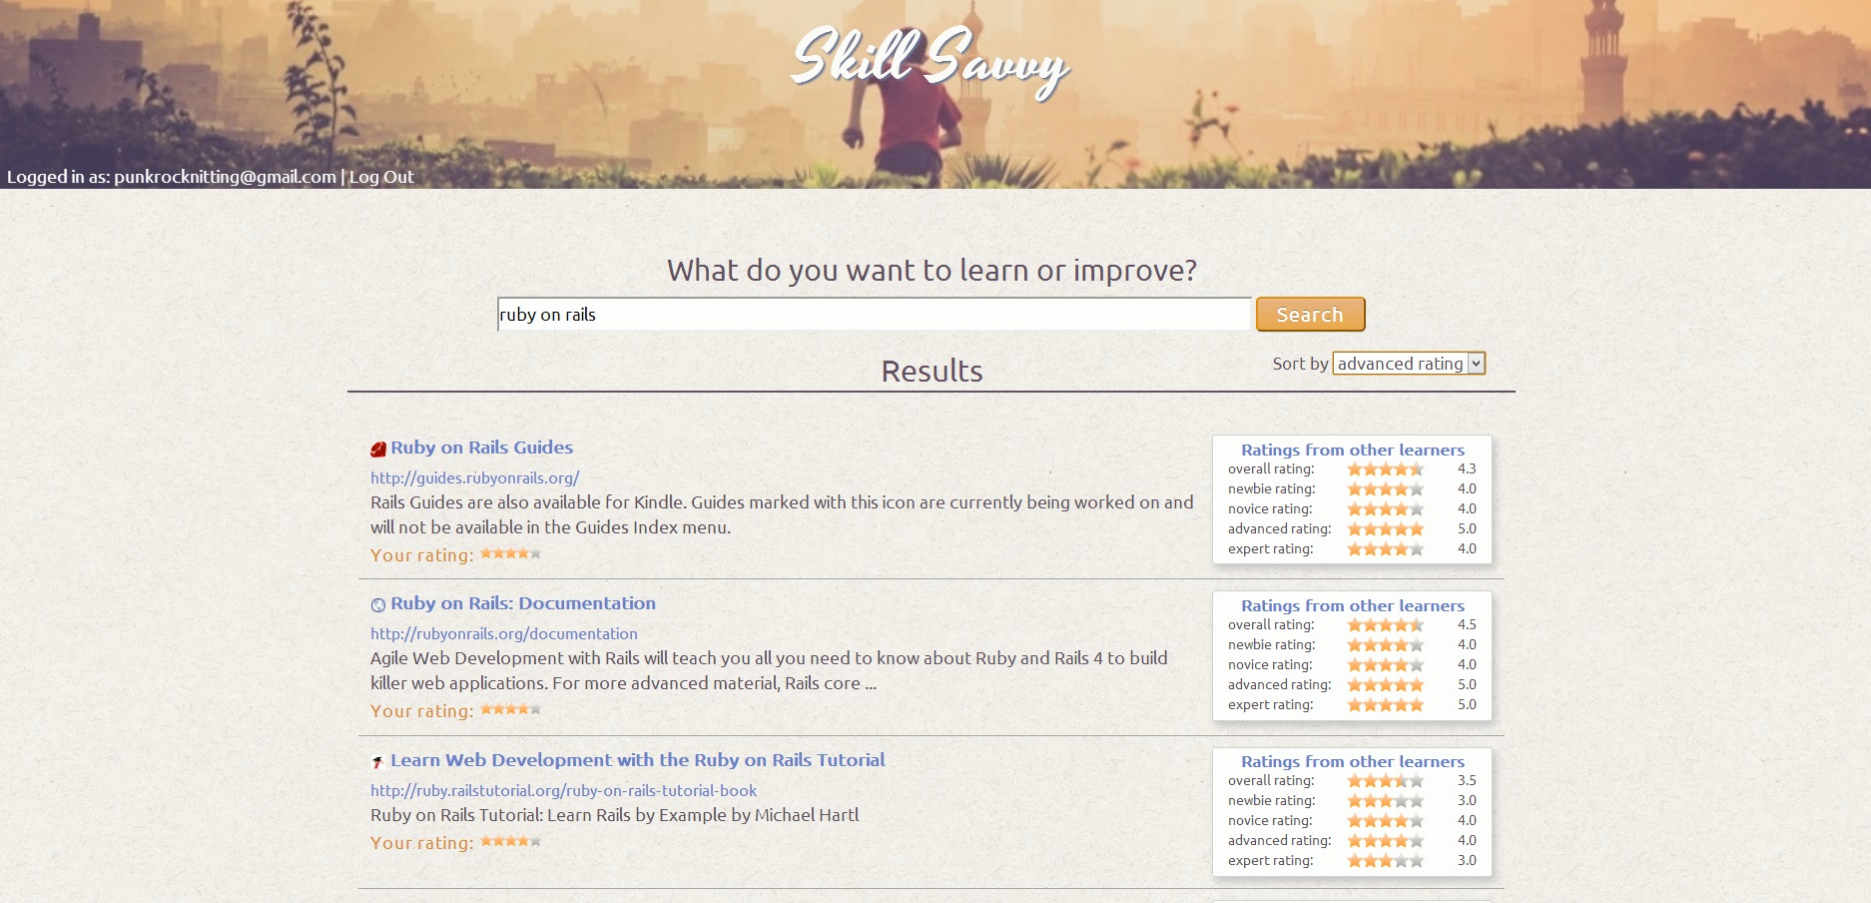 Skill Savvy
Logged in as: punkrocknitting@gmail.com | Log Out
What do you want to learn or improve?
ruby on rails
Search
Results
Sort by advanced rating
Ruby on Rails Guides
http://guides.rubyonrails.org/
Rails Guides are also available for Kindle. Guides marked with this icon are currently being worked on and
will not be available in the Guides Index menu.
Your rating:
Ratings from other learners
overall rating: 4.3
newbie rating: 4.0
novice rating: 4.0
advanced rating: 5.0
expert rating: 4.0
Ruby on Rails: Documentation
http://rubyonrails.org/documentation
Agile Web Development with Rails will teach you all you need to know about Ruby and Rails 4 to build
killer web applications. For more advanced material, Rails core ...
Your rating:
Ratings from other learners
overall rating: 4.5
newbie rating: 4.0
novice rating: 4.0
advanced rating: 5.0
expert rating: 5.0
Learn Web Development with the Ruby on Rails Tutorial
http://ruby.railstutorial.org/ruby-on-rails-tutorial-book
Ruby on Rails Tutorial: Learn Rails by Example by Michael Hartl
Your rating:
Ratings from other learners
overall rating: 3.5
newbie rating: 3.0
novice rating: 4.0
advanced rating: 4.0
expert rating: 3.0